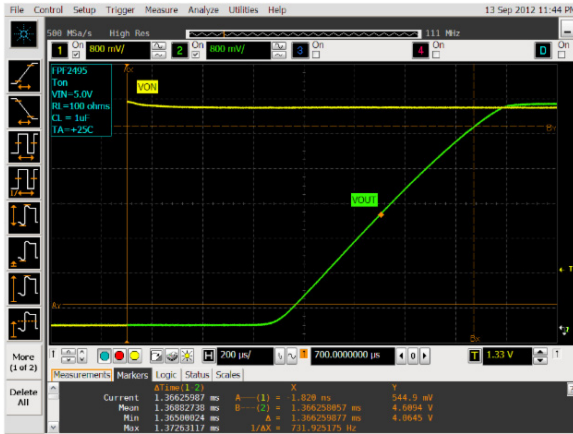 File Control Setup Trigger Measure Analyze Utilities Help 13 Sep 2012 11:44 PM
500 MSa/s High Res 111 MHz
1 On 800 mV/ 2 On 800 mV/ 3 On 4 On D On
FPF2495
Ton
VIN=5.0V
RL=100 ohms
CL = 1uF
TA=+25C
Ax
VON
By
VOUT
T
Ay
Bx
More
(1 of 2)
H 200 µs/ 700.0000000 µs 0 T 1.33 V
Delete
All
Measurements Markers Logic Status Scales
ΔTime(1-2) X Y
Current 1.36625987 ms A---(1) = -1.820 ns 544.9 mV
Mean 1.36882738 ms B---(2) = 1.366258057 ms 4.6094 V
Min 1.36500024 ms Δ = 1.366259877 ms 4.0645 V
Max 1.37263117 ms 1/ΔX = 731.925175 Hz